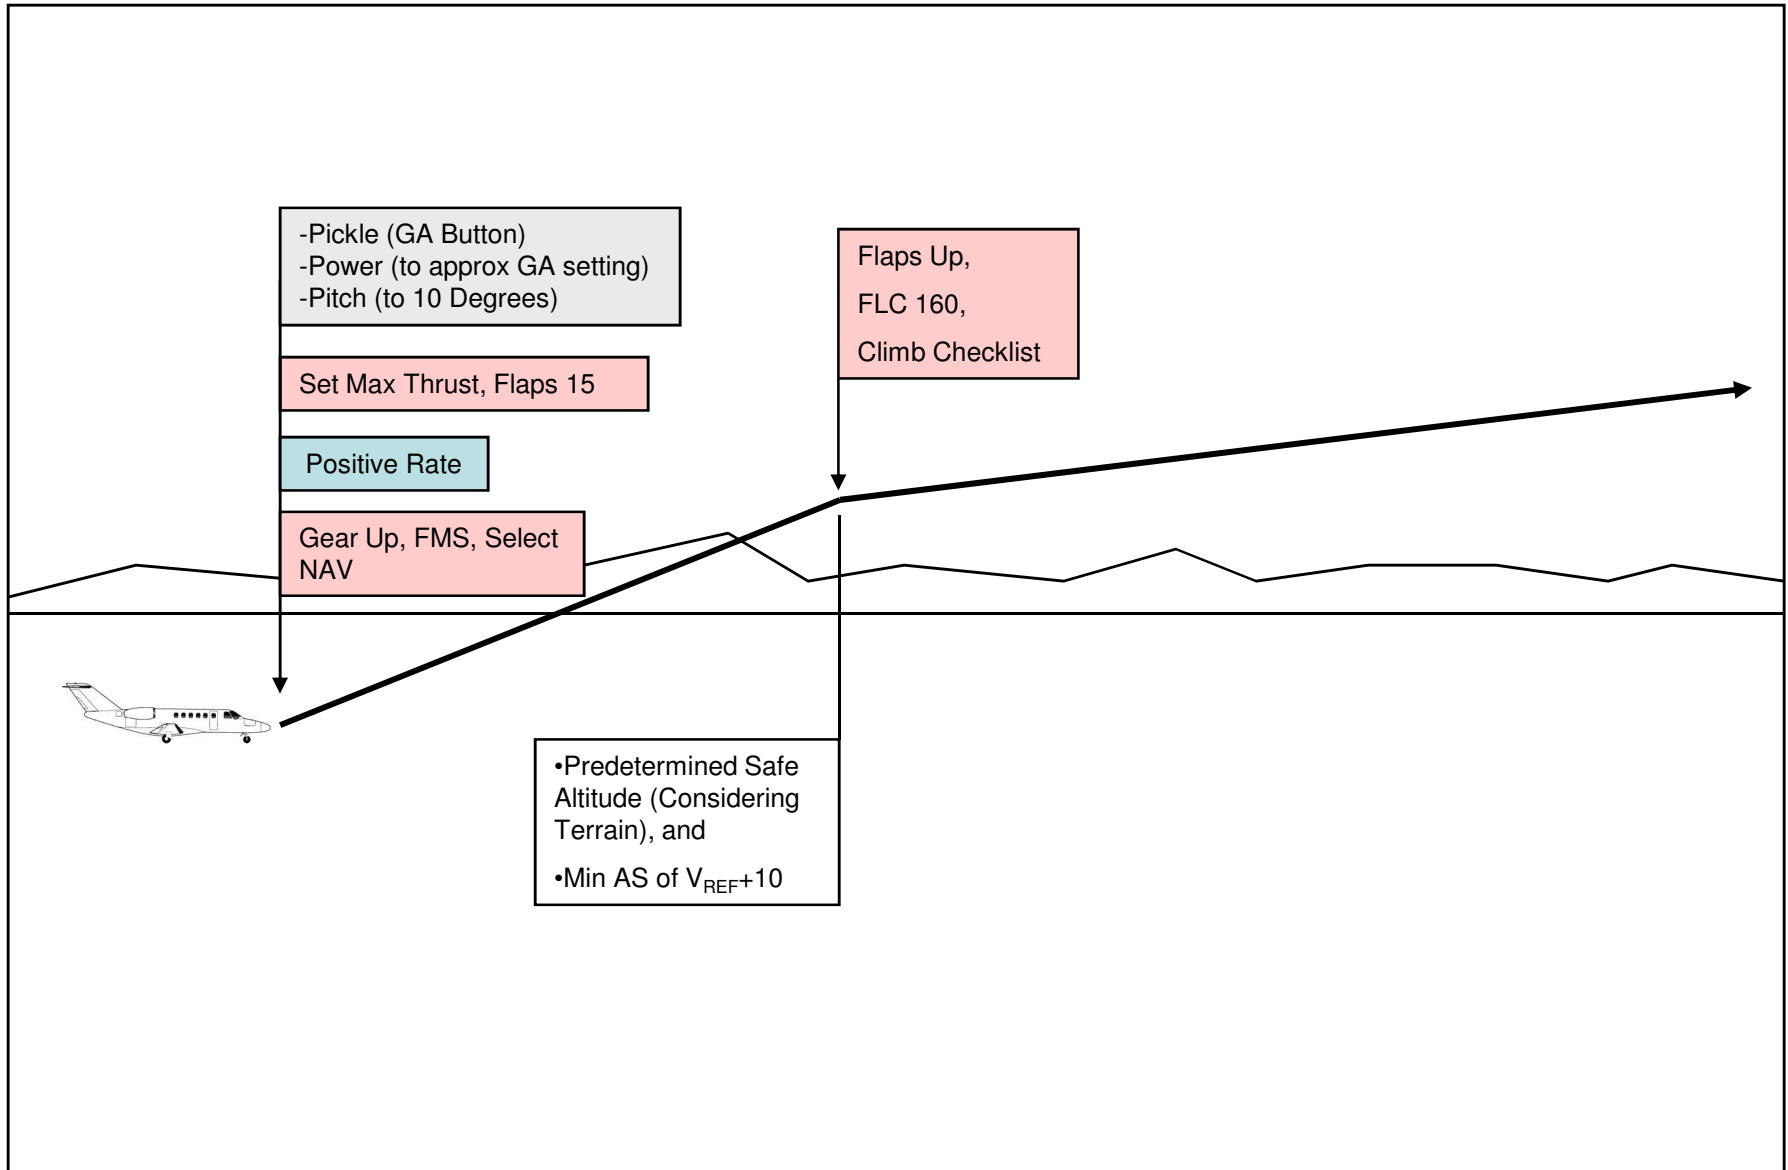 -Pickle (GA Button)
-Power (to approx GA setting)
-Pitch (to 10 Degrees)
Set Max Thrust, Flaps 15
Positive Rate
Gear Up, FMS, Select
NAV
Flaps Up,
FLC 160,
Climb Checklist
•Predetermined Safe
Altitude (Considering
Terrain), and
•Min AS of VREF+10